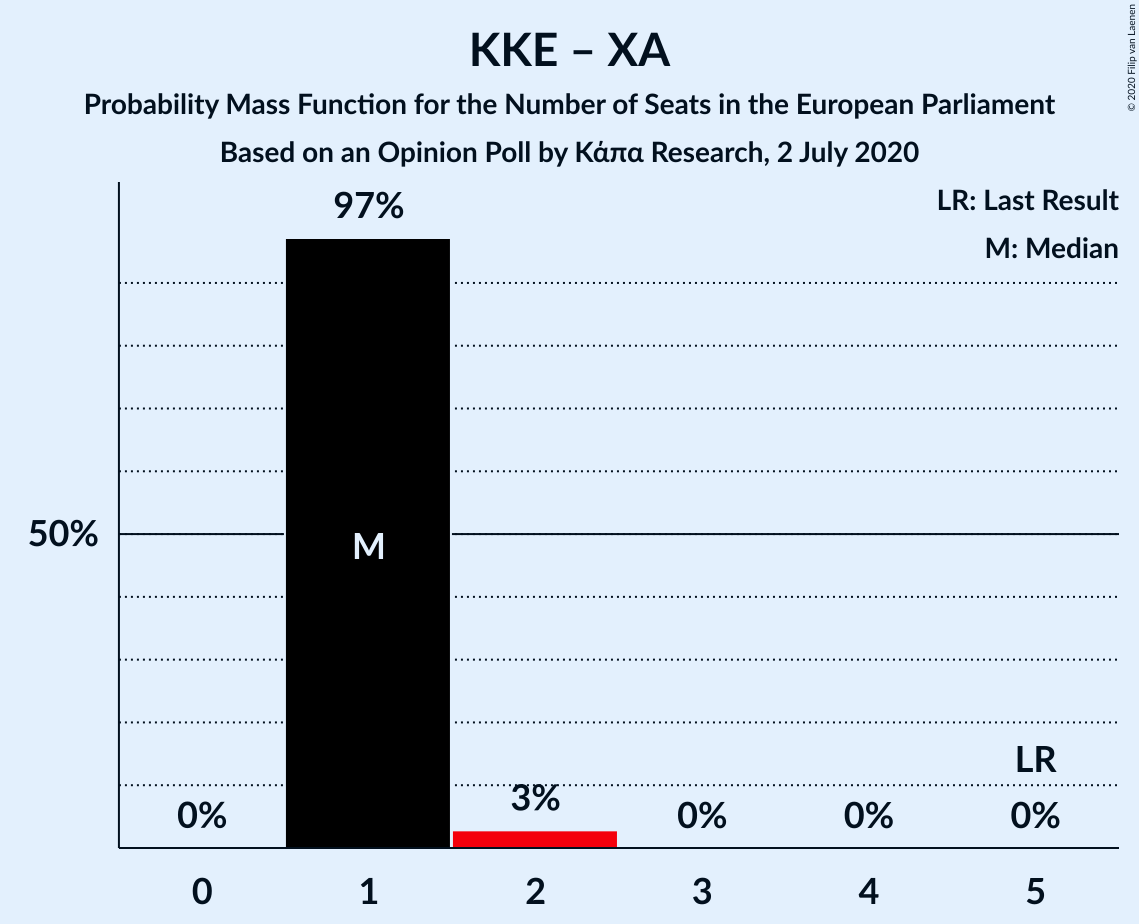 KKE – XA
Probability Mass Function for the Number of Seats in the European Parliament
Based on an Opinion Poll by Κάπα Research, 2 July 2020
© 2020 Filip van Laenen
LR: Last Result
M: Median
97%
50%
M
LR
0%
3%
0%
0%
0%
0
1
2
3
4
5